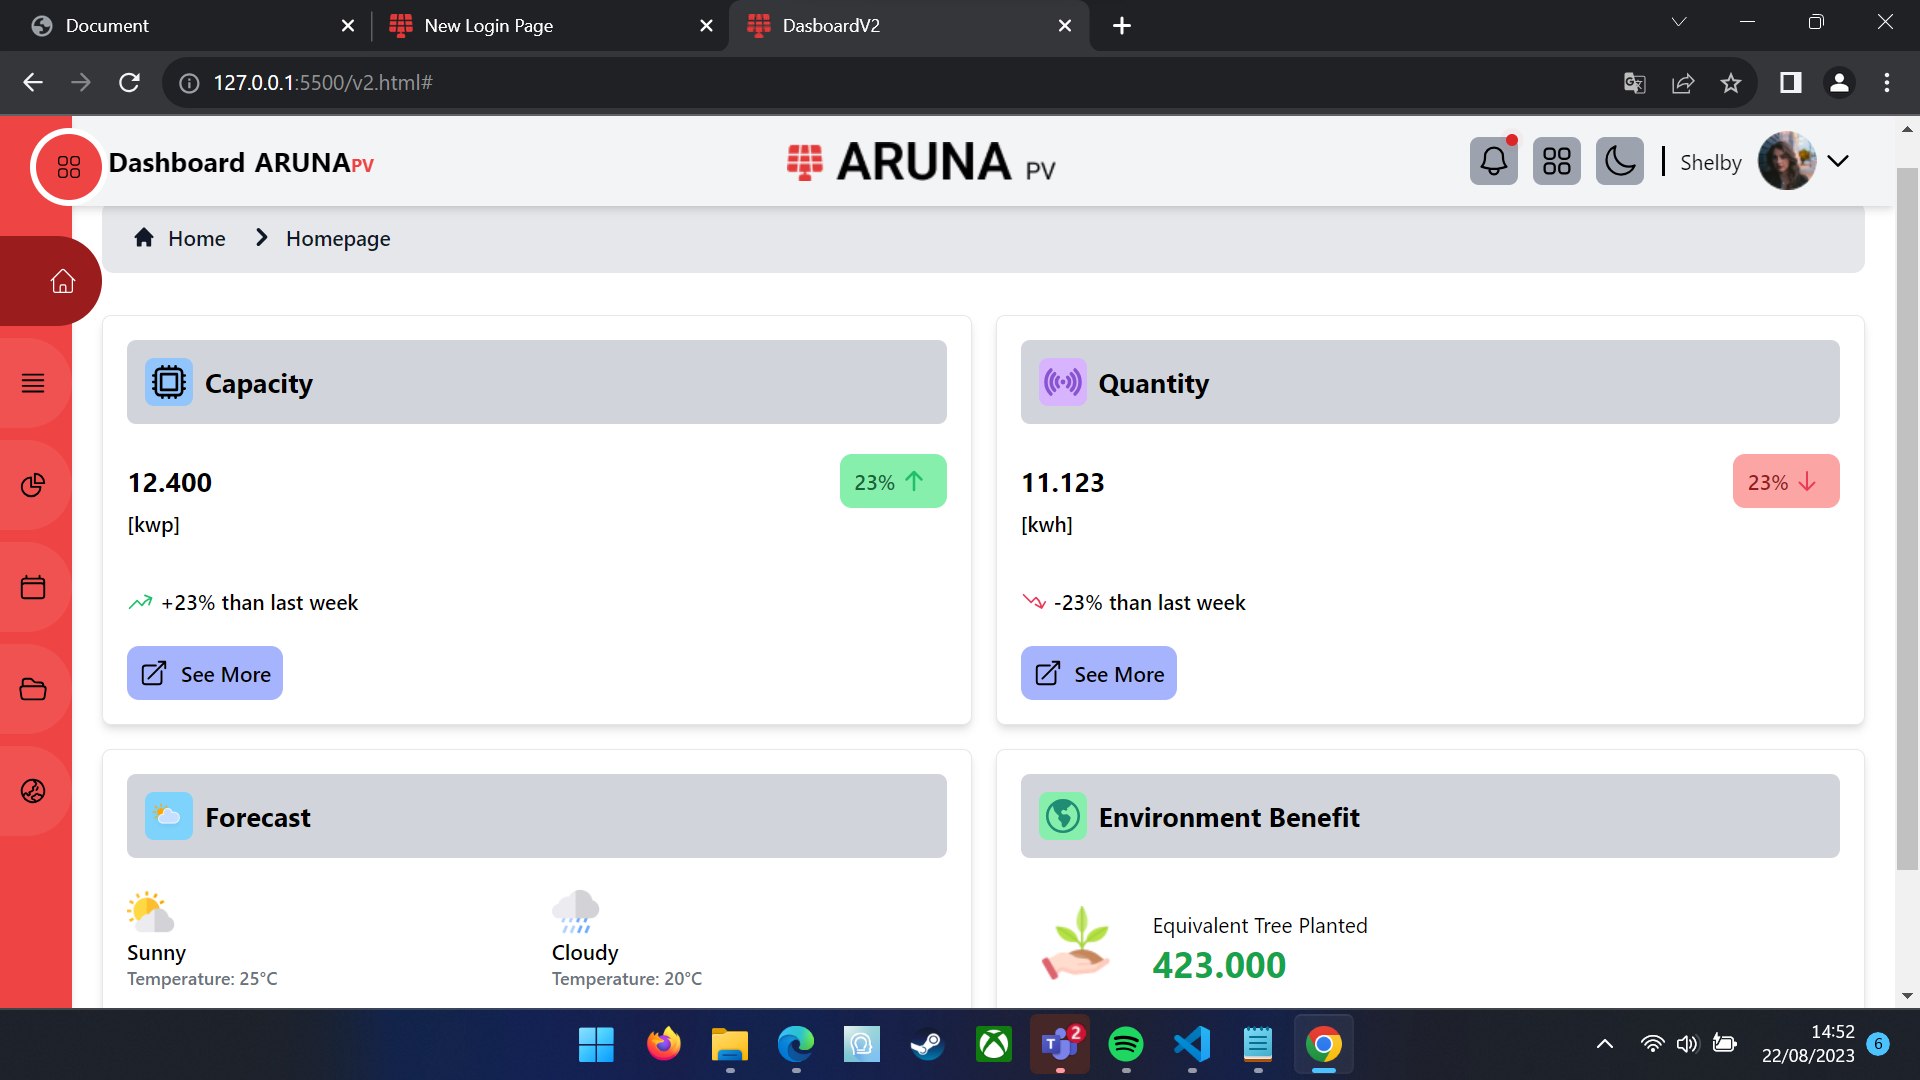 Document
New Login Page
DasboardV2
127.0.0.1:5500/v2.html#
Dashboard ARUNAPV
ARUNA PV
Shelby
Home
Homepage
Capacity
12.400
23%
[kwp]
+23% than last week
See More
Quantity
11.123
23%
[kwh]
-23% than last week
See More
Forecast
Sunny
Temperature: 25°C
Cloudy
Temperature: 20°C
Environment Benefit
Equivalent Tree Planted
423.000
T
2
14:52
22/08/2023
6